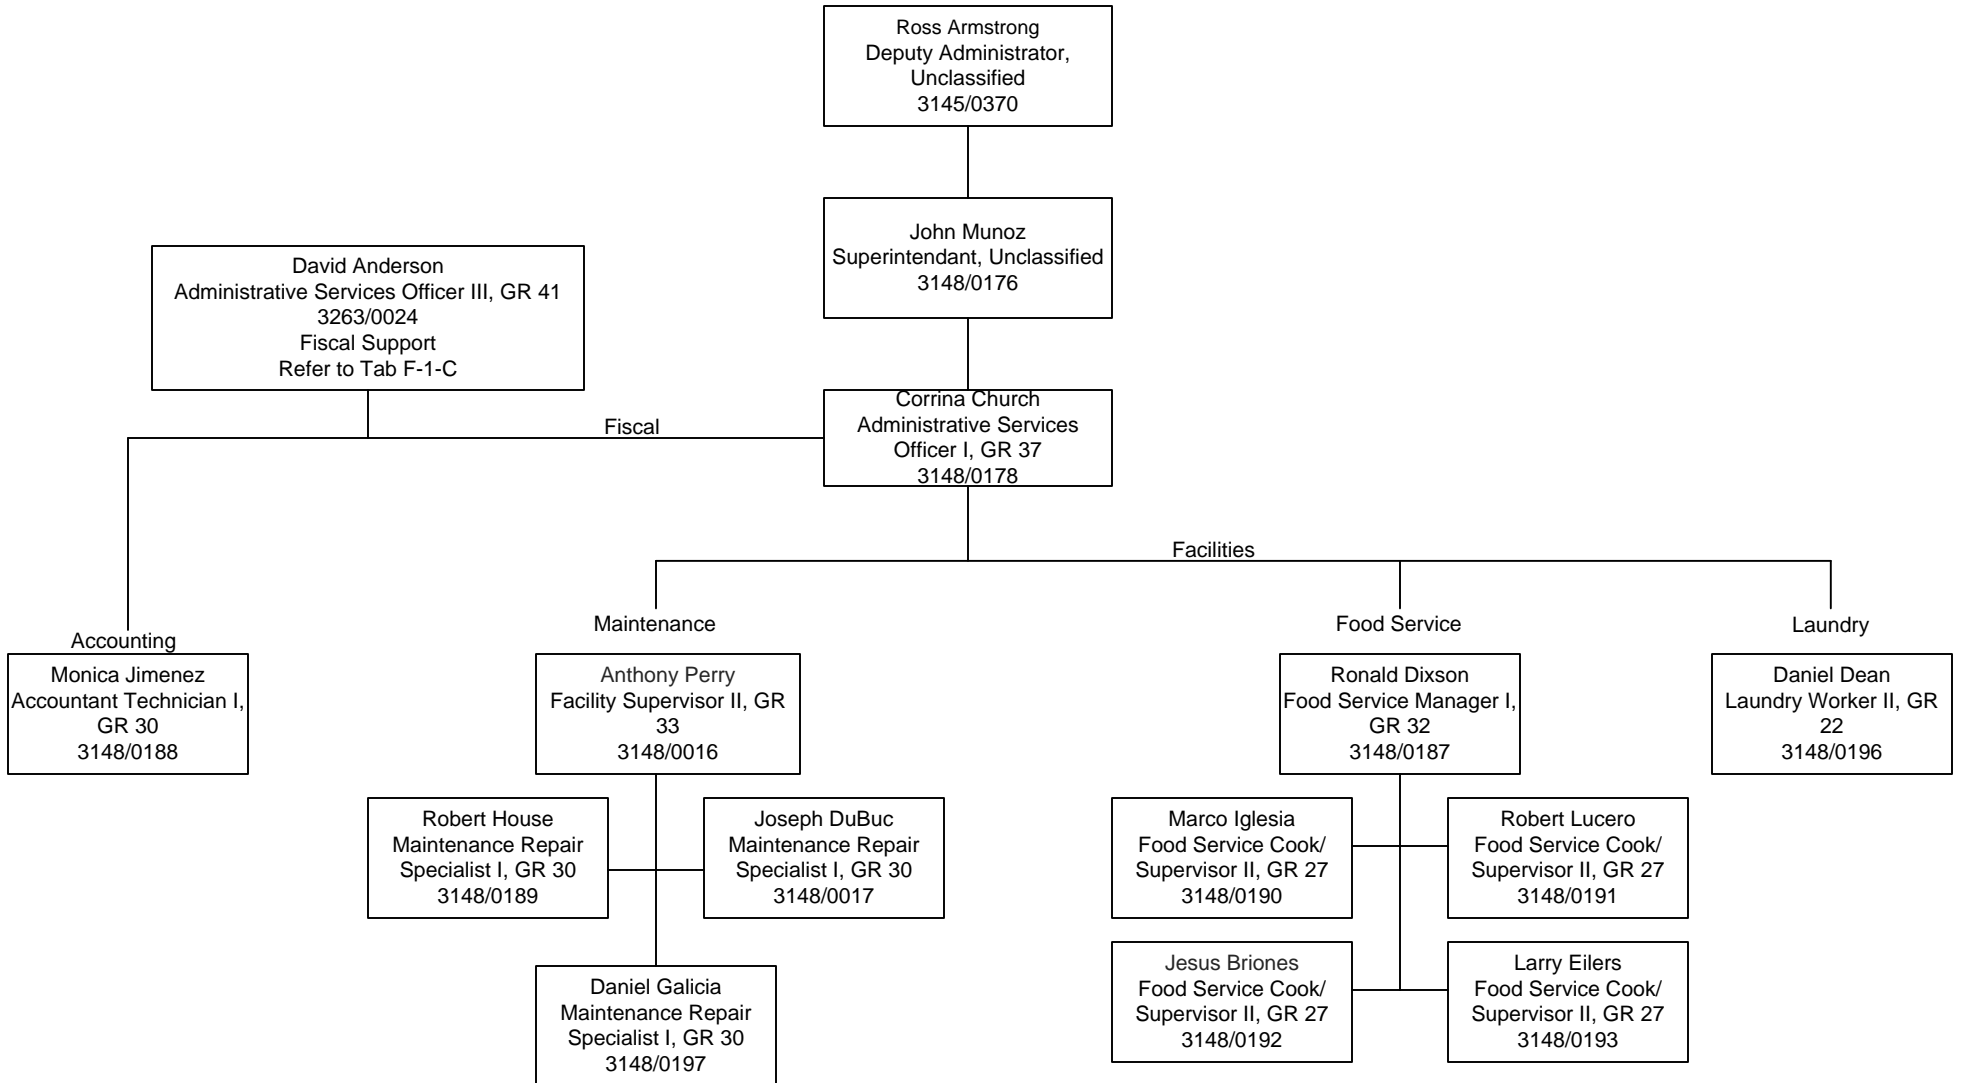 Ross Armstrong
Deputy Administrator,
Unclassified
3145/0370
John Munoz
Superintendant, Unclassified
3148/0176
David Anderson
Administrative Services Officer III, GR 41
3263/0024
Fiscal Support
Refer to Tab F-1-C
Corrina Church
Administrative Services
Officer I, GR 37
3148/0178
Fiscal
Facilities
Accounting
Monica Jimenez
Accountant Technician I,
GR 30
3148/0188
Maintenance
Anthony Perry
Facility Supervisor II, GR
33
3148/0016
Robert House
Maintenance Repair
Specialist I, GR 30
3148/0189
Joseph DuBuc
Maintenance Repair
Specialist I, GR 30
3148/0017
Daniel Galicia
Maintenance Repair
Specialist I, GR 30
3148/0197
Food Service
Ronald Dixson
Food Service Manager I,
GR 32
3148/0187
Marco Iglesia
Food Service Cook/
Supervisor II, GR 27
3148/0190
Robert Lucero
Food Service Cook/
Supervisor II, GR 27
3148/0191
Jesus Briones
Food Service Cook/
Supervisor II, GR 27
3148/0192
Larry Eilers
Food Service Cook/
Supervisor II, GR 27
3148/0193
Laundry
Daniel Dean
Laundry Worker II, GR
22
3148/0196